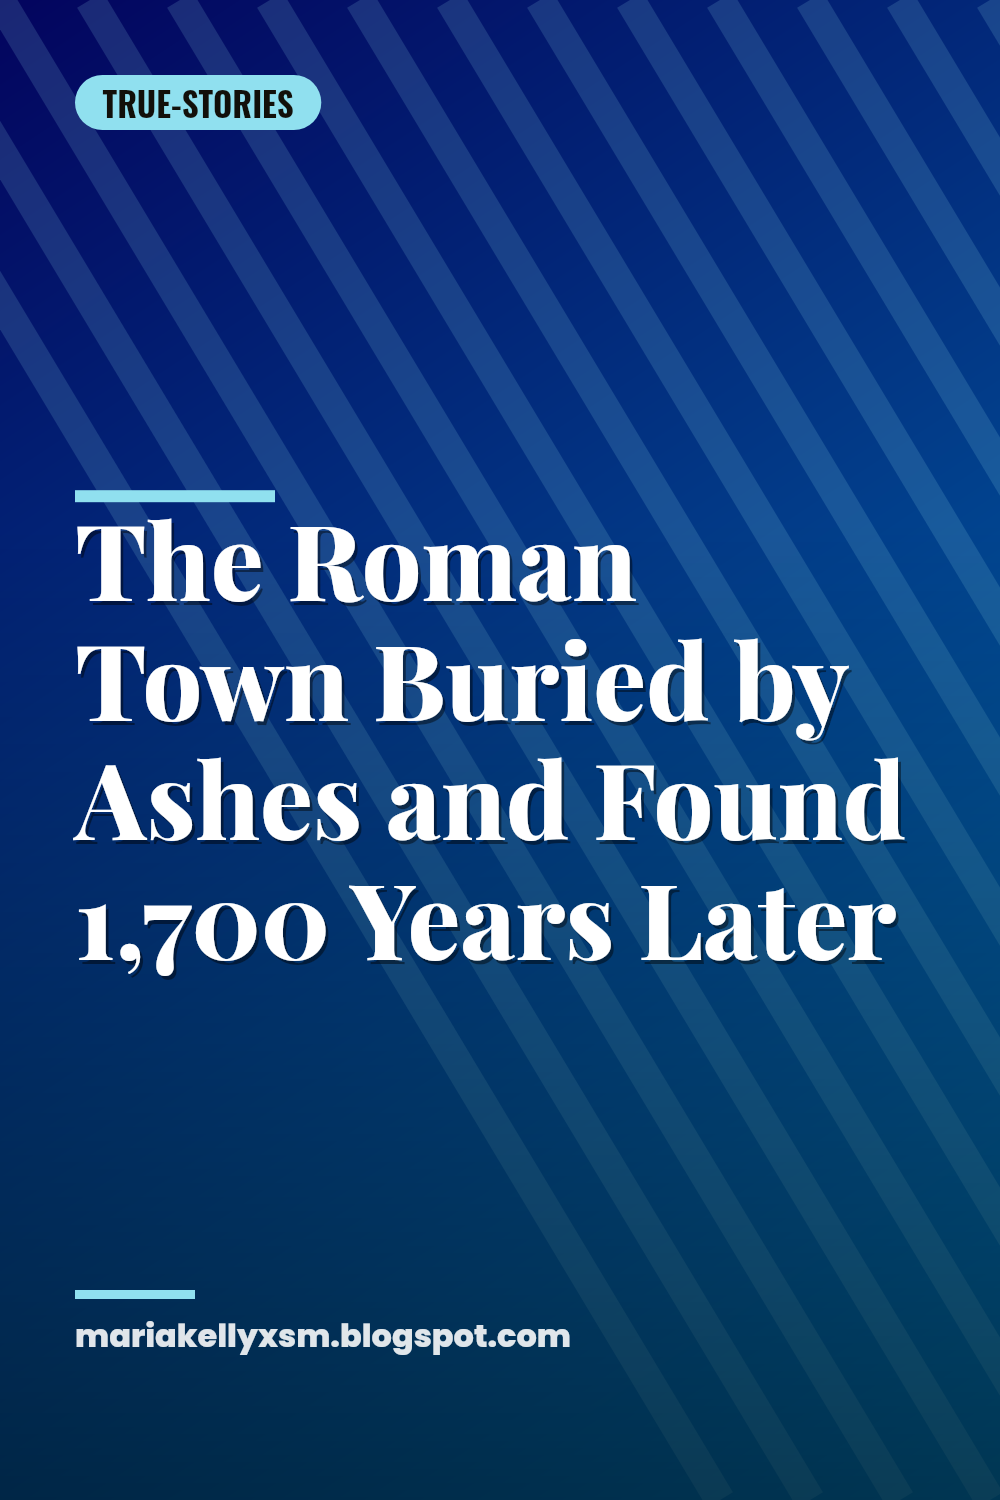 TRUE-STORIES
The Roman
Town Buried by
Ashes and Found
1,700 Years Later
mariakellyxsm.blogspot.com